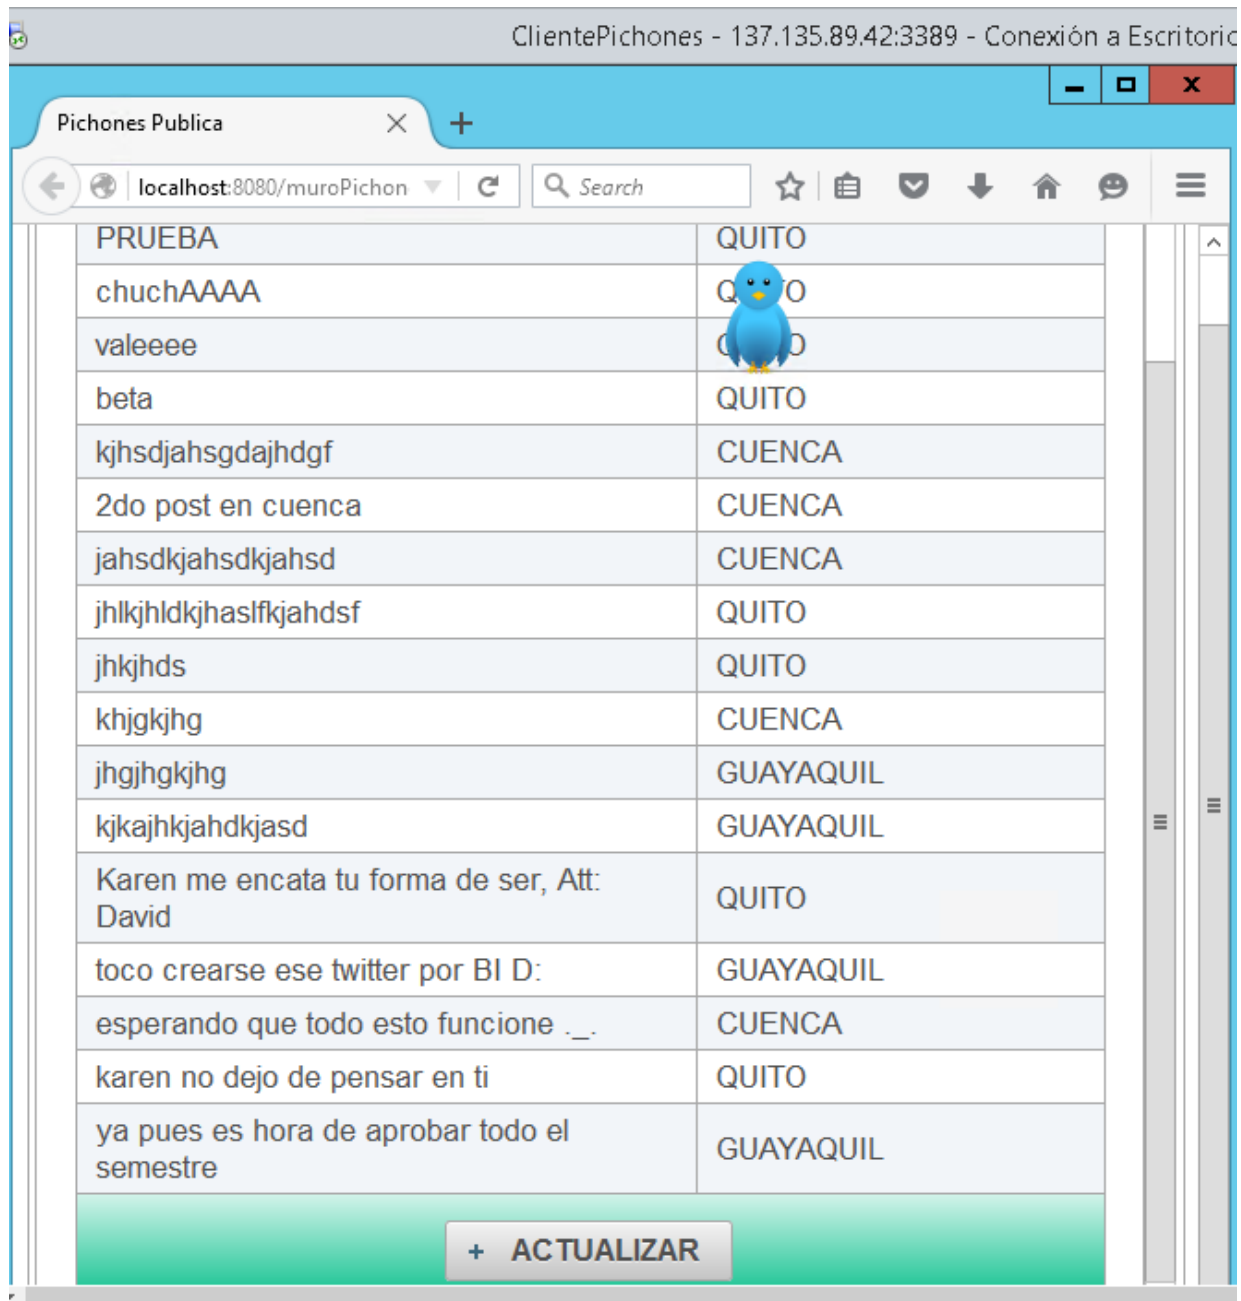 ClientePichones - 137.135.89.42:3389 - Conexión a Escritorio
Pichones Publica
localhost:8080/muroPichon
Search
PRUEBA QUITO
chuchAAAA QUITO
valeeee
beta QUITO
kjhsdjahsgdajhdgf CUENCA
2do post en cuenca CUENCA
jahsdkjahsdkjahsd CUENCA
jhlkjhldkjhaslfkjahdsf QUITO
jhkjhds QUITO
khjgkjhg CUENCA
jhgjhgkjhg GUAYAQUIL
kjkajhkjahdkjasd GUAYAQUIL
Karen me encata tu forma de ser, Att:
David
QUITO
toco crearse ese twitter por BI D: GUAYAQUIL
esperando que todo esto funcione ._. CUENCA
karen no dejo de pensar en ti QUITO
ya pues es hora de aprobar todo el
semestre
GUAYAQUIL
+ ACTUALIZAR